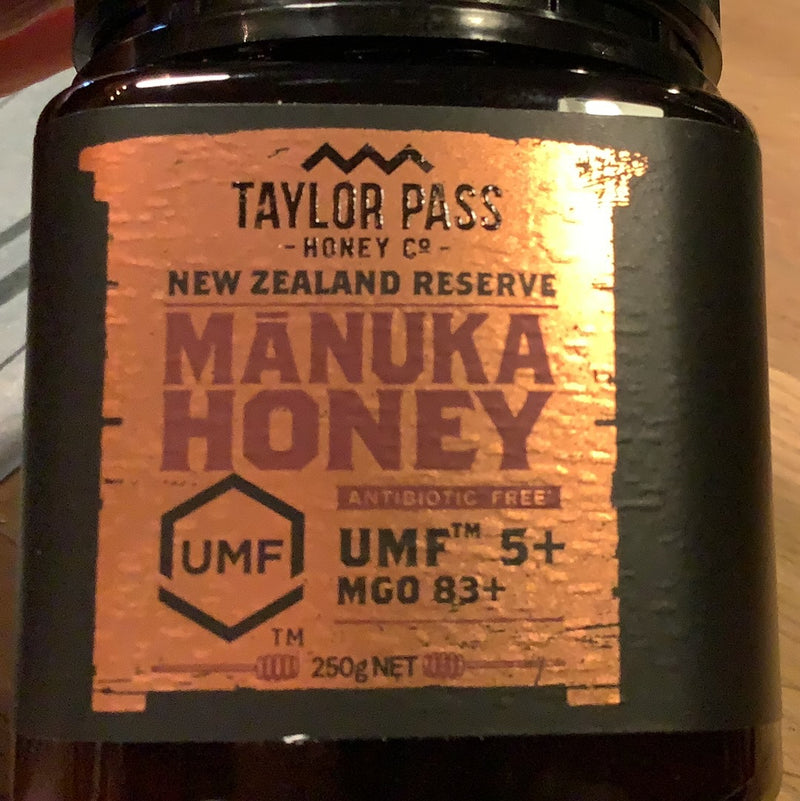 TAYLOR PASS
-HONEY Cº-
NEW ZEALAND RESERVE
MĀNUKA
HONEY
ANTIBIOTIC FREE
UMF
UMF™ 5+
MGO 83+
TM
250g NET